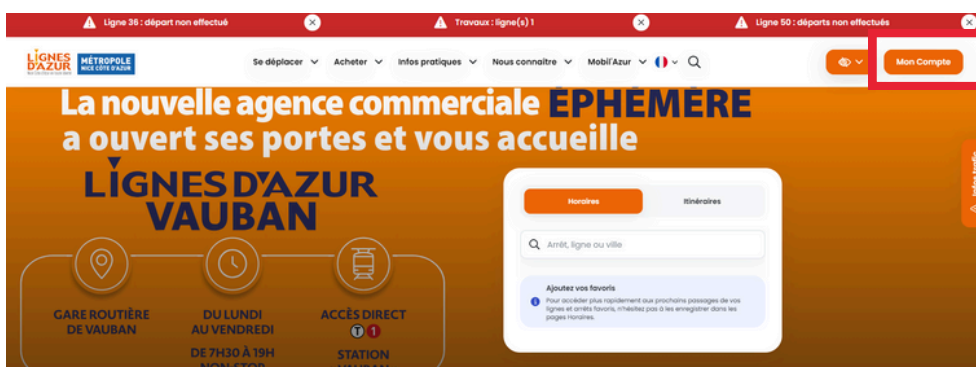 Ligne 36 : départ non effectué
Travaux : ligne(s) 1
Ligne 50 : départs non effectués
LIGNES D'AZUR
MÉTROPOLE
NICE CÔTE D'AZUR
Se déplacer
Acheter
Infos pratiques
Nous connaitre
Mobil'Azur
Mon Compte
La nouvelle agence commerciale ÉPHÉMÈRE
a ouvert ses portes et vous accueille
LIGNES D'AZUR
VAUBAN
Horaires
Itinéraires
Arrêt, ligne ou ville
Ajoutez vos favoris
Pour accéder plus rapidement aux prochains passages de vos
lignes et arrêts favoris, n'hésitez pas à les enregistrer dans les
pages Horaires.
GARE ROUTIÈRE
DE VAUBAN
DU LUNDI
AU VENDREDI
DE 7H30 À 19H
NON-STOP
ACCÈS DIRECT
T 1
STATION
VAUBAN